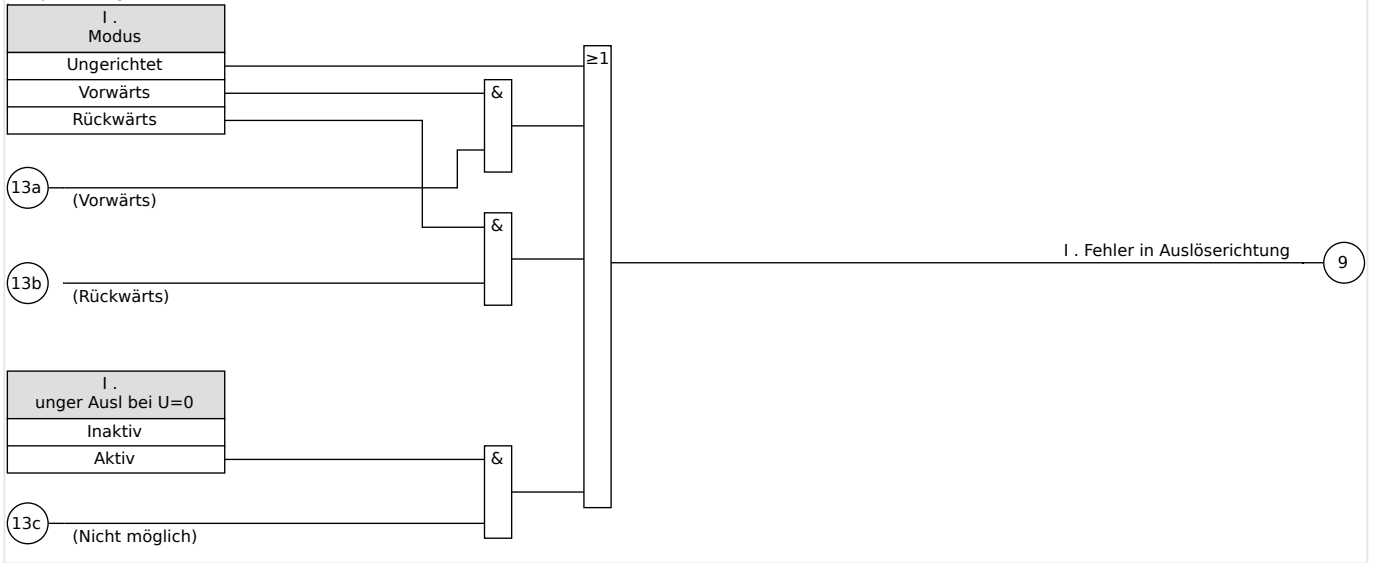 I .
Modus
Ungerichtet
Vorwärts
Rückwärts
≥1
&
13a
(Vorwärts)
&
13b
(Rückwärts)
I . Fehler in Auslöserichtung
9
I .
unger Ausl bei U=0
Inaktiv
Aktiv
&
13c
(Nicht möglich)